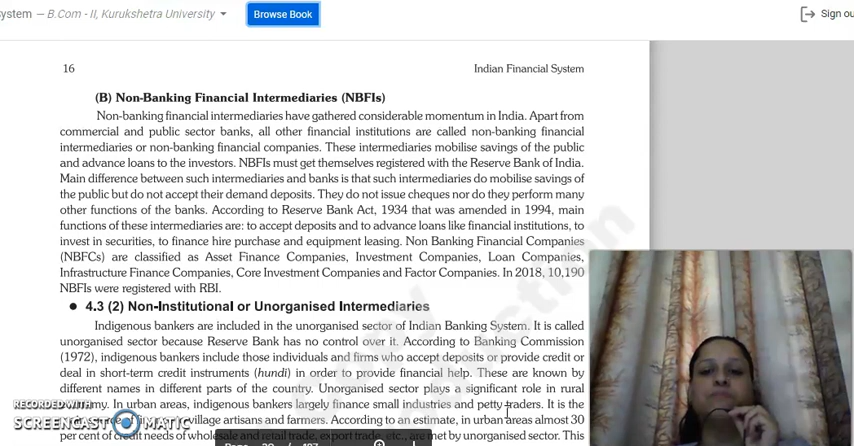 ystem — B.Com - II, Kurukshetra University Browse Book Sign ou
16 Indian Financial System
(B) Non-Banking Financial Intermediaries (NBFIs)
Non-banking financial intermediaries have gathered considerable momentum in India. Apart from
commercial and public sector banks, all other financial institutions are called non-banking financial
intermediaries or non-banking financial companies. These intermediaries mobilise savings of the public
and advance loans to the investors. NBFIs must get themselves registered with the Reserve Bank of India.
Main difference between such intermediaries and banks is that such intermediaries do mobilise savings of
the public but do not accept their demand deposits. They do not issue cheques nor do they perform many
other functions of the banks. According to Reserve Bank Act, 1934 that was amended in 1994, main
functions of these intermediaries are: to accept deposits and to advance loans like financial institutions, to
invest in securities, to finance hire purchase and equipment leasing. Non Banking Financial Companies
(NBFCs) are classified as Asset Finance Companies, Investment Companies, Loan Companies,
Infrastructure Finance Companies, Core Investment Companies and Factor Companies. In 2018, 10,190
NBFIs were registered with RBI.
● 4.3 (2) Non-Institutional or Unorganised Intermediaries
Indigenous bankers are included in the unorganised sector of Indian Banking System. It is called
unorganised sector because Reserve Bank has no control over it. According to Banking Commission
(1972), indigenous bankers include those individuals and firms who accept deposits or provide credit or
deal in short-term credit instruments (hundi) in order to provide financial help. These are known by
different names in different parts of the country. Unorganised sector plays a significant role in rural
my. In urban areas, indigenous bankers largely finance small industries and petty traders. It is the
village artisans and farmers. According to an estimate, in urban areas almost 30
per cent of credit needs of wholesale and retail trade, export trade, etc., are met by unorganised sector. This
RECORDED WITH
SCREENCAST MATIC